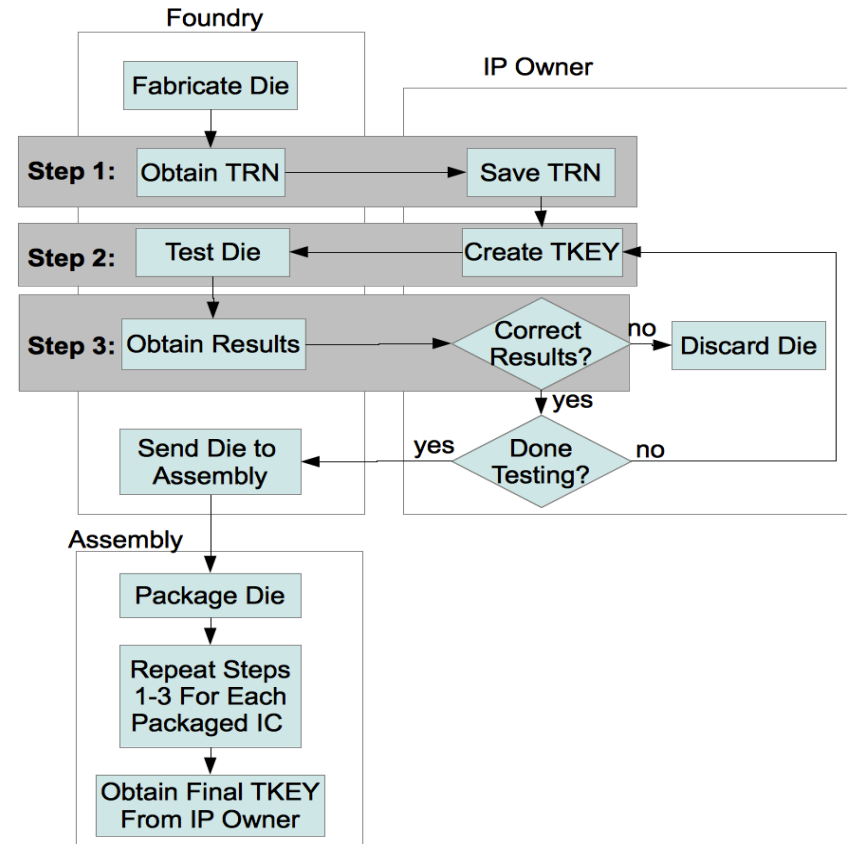 Foundry
IP Owner
Fabricate Die
Step 1:
Obtain TRN
Save TRN
Step 2:
Test Die
Create TKEY
Step 3:
Obtain Results
Correct
Results?
no
Discard Die
yes
Send Die to
Assembly
yes
Done
Testing?
no
Assembly
Package Die
Repeat Steps
1-3 For Each
Packaged IC
Obtain Final TKEY
From IP Owner